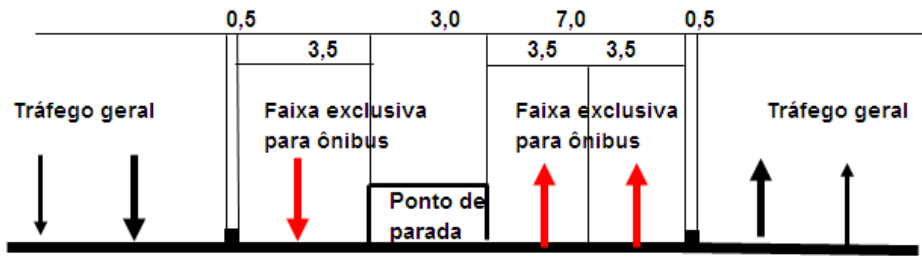 0,5 3,0 7,0 0,5
3,5 3,5 3,5
Tráfego geral
Faixa exclusiva
para ônibus
Ponto de
parada
Faixa exclusiva
para ônibus
Tráfego geral